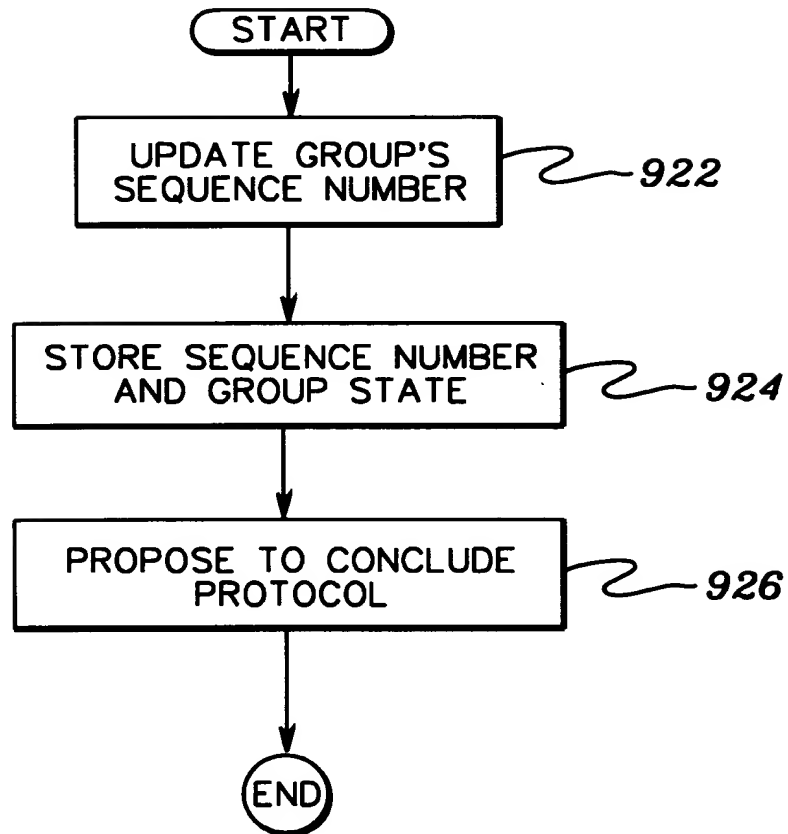 START
UPDATE GROUP'S
SEQUENCE NUMBER
922
STORE SEQUENCE NUMBER
AND GROUP STATE
924
PROPOSE TO CONCLUDE
PROTOCOL
926
END